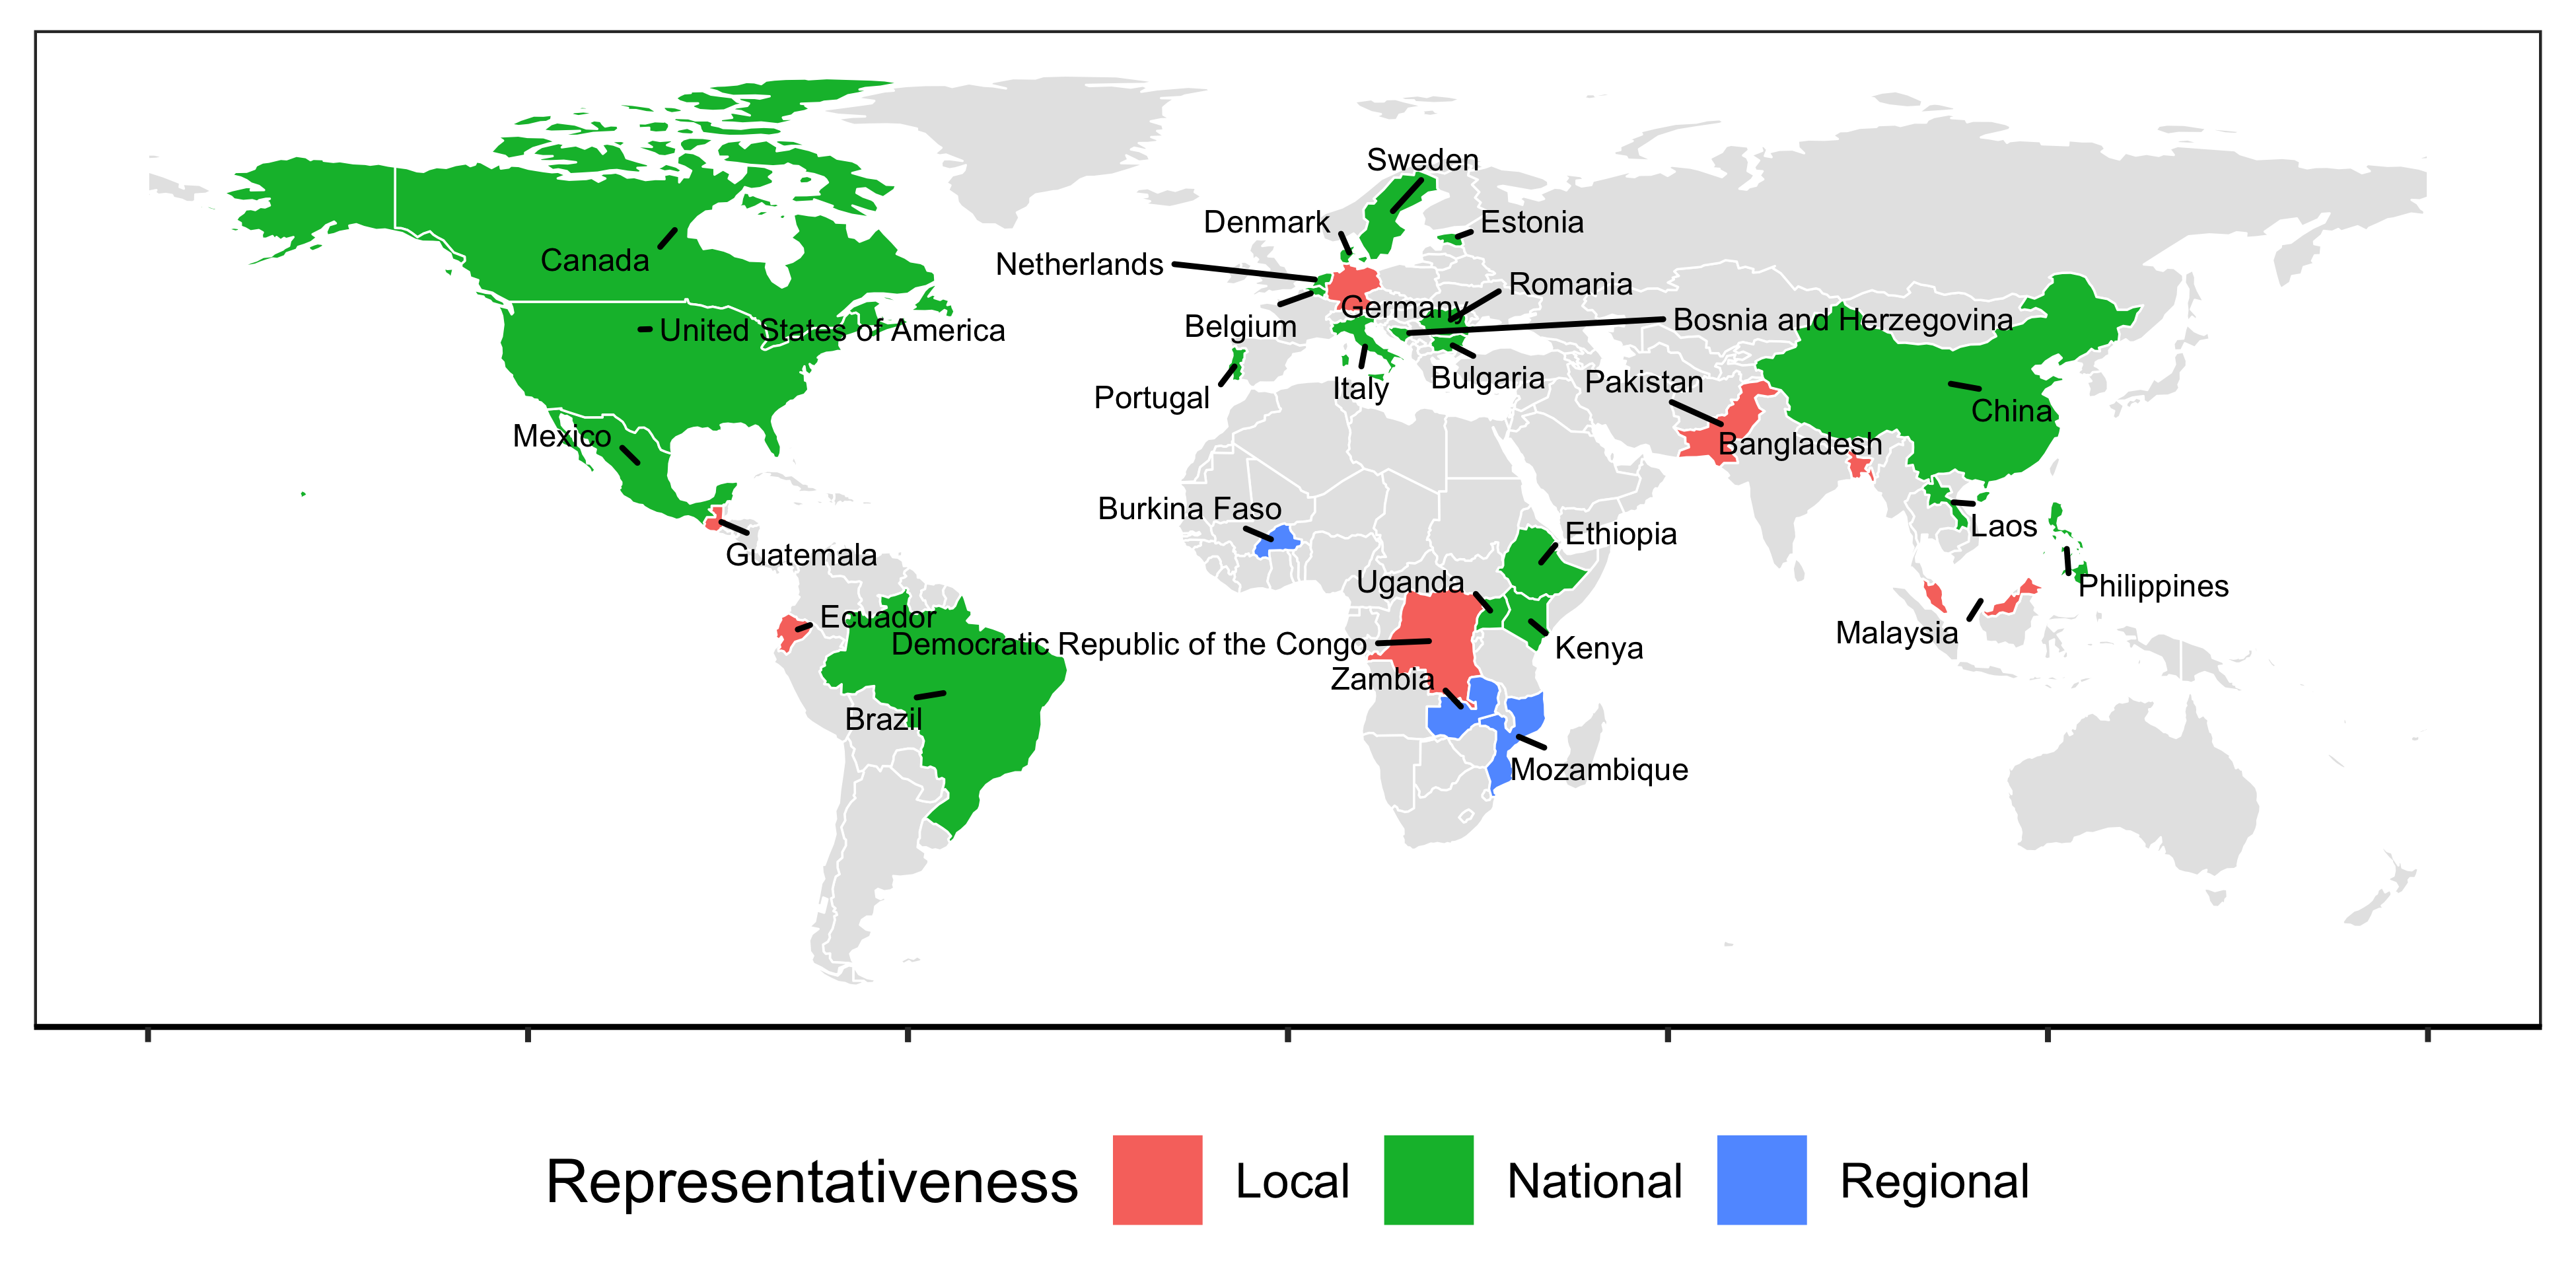 Sweden
Denmark
Estonia
Canada
Netherlands
Romania
Germany
Belgium
Bosnia and Herzegovina
United States of America
Portugal
Italy
Bulgaria
Pakistan
China
Mexico
Bangladesh
Burkina Faso
Laos
Guatemala
Ethiopia
Uganda
Philippines
Ecuador
Malaysia
Democratic Republic of the Congo
Kenya
Zambia
Brazil
Mozambique
Representativeness Local National Regional